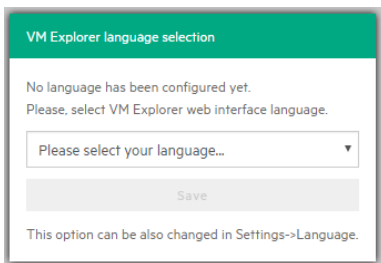 VM Explorer language selection
No language has been configured yet.
Please, select VM Explorer web interface language.
Please select your language...
Save
This option can be also changed in Settings->Language.